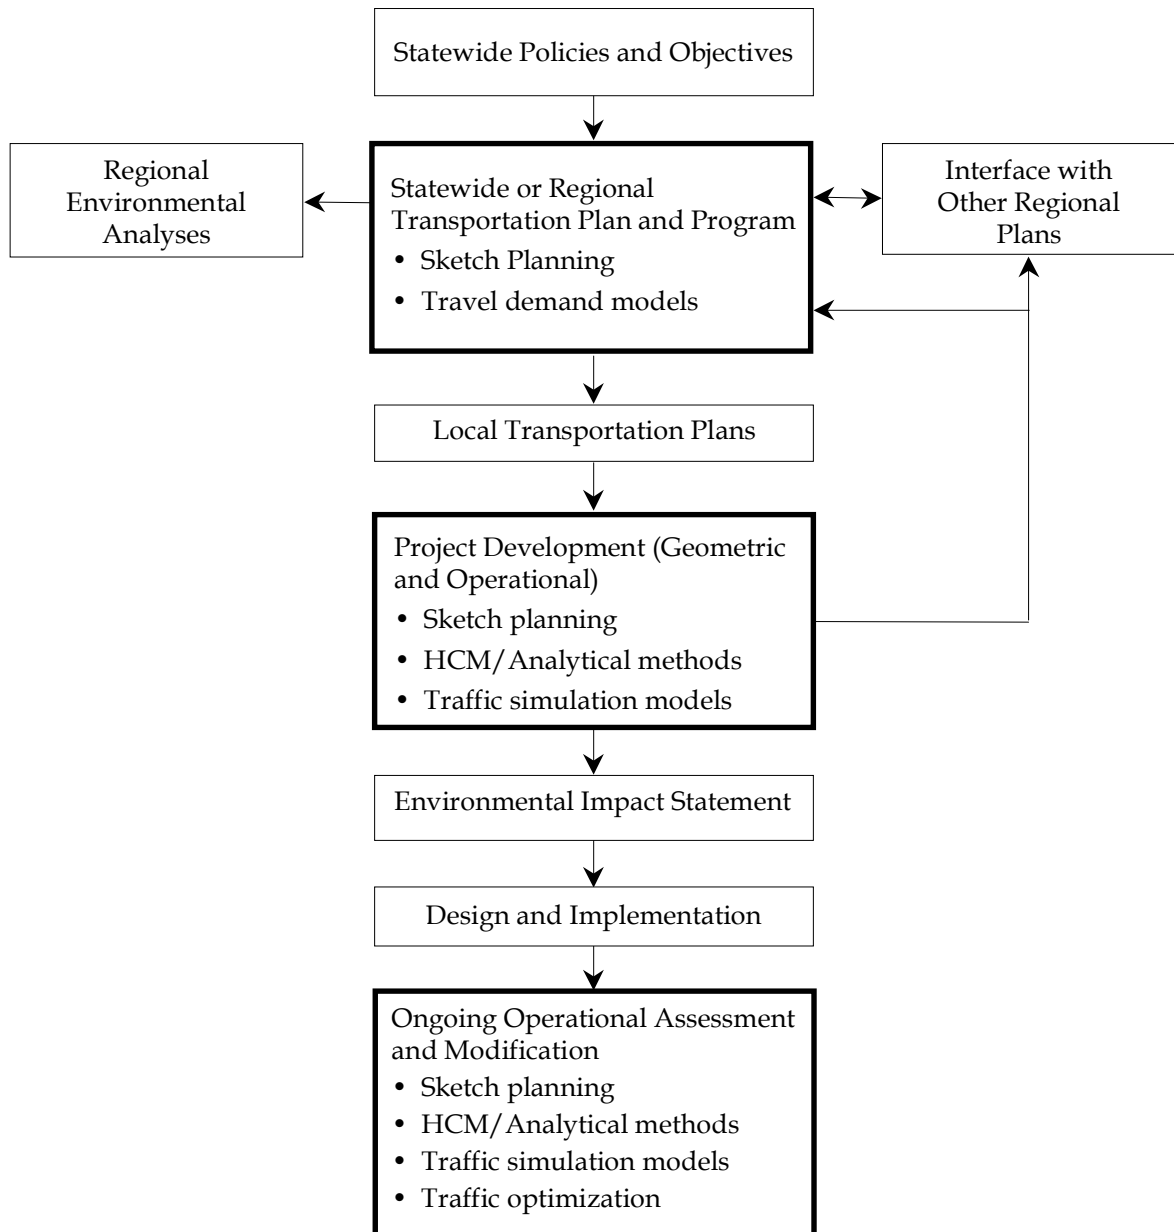 Statewide Policies and Objectives
Regional
Environmental
Analyses
Statewide or Regional
Transportation Plan and Program
• Sketch Planning
• Travel demand models
Interface with
Other Regional
Plans
Local Transportation Plans
Project Development (Geometric
and Operational)
• Sketch planning
• HCM/Analytical methods
• Traffic simulation models
Environmental Impact Statement
Design and Implementation
Ongoing Operational Assessment
and Modification
• Sketch planning
• HCM/Analytical methods
• Traffic simulation models
• Traffic optimization